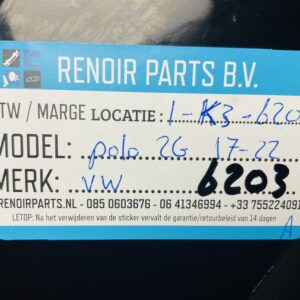 RENOIR PARTS B.V.
TW / MARGE LOCATIE : 1-K3-620
MODEL: polo 2G 17-22
MERK: VW 6203
RENOIRPARTS.NL - 085 0603676 - 06 41346994 - +33 75522409
LETOP: Na het verwijderen van de sticker vervalt de garantie/retourbeleid van 14 dagen
A